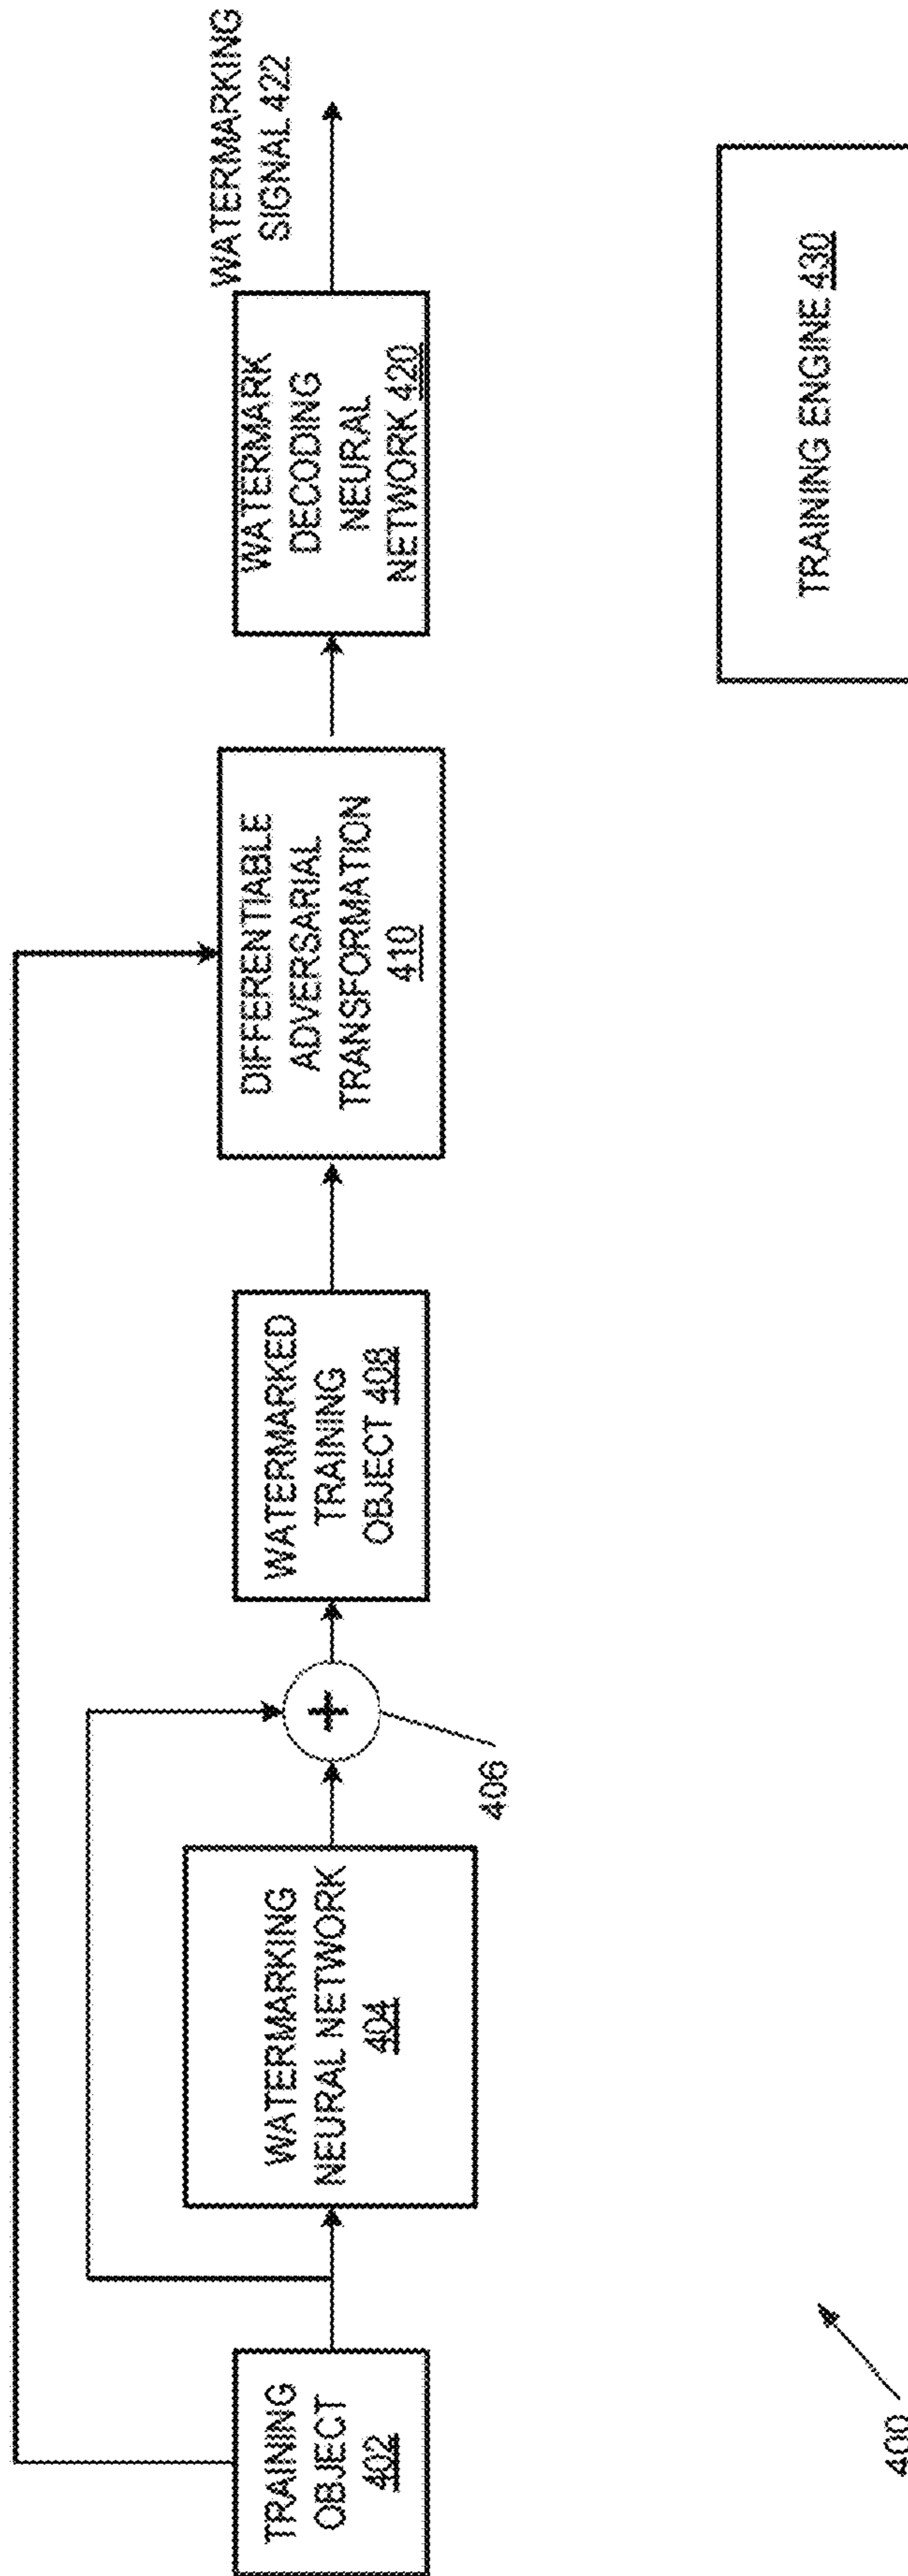 TRAINING
OBJECT
402
WATERMARKING
NEURAL NETWORK
404
+
406
WATERMARKED
TRAINING
OBJECT 408
DIFFERENTIABLE
ADVERSARIAL
TRANSFORMATION
410
WATERMARK
DECODING
NEURAL
NETWORK 420
WATERMARKING
SIGNAL 422
TRAINING ENGINE 430
400